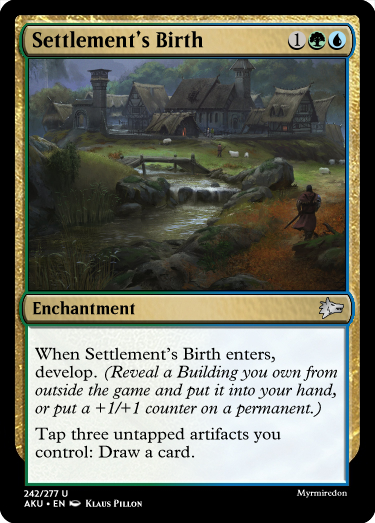 Settlement's Birth 1
Enchantment
When Settlement's Birth enters,
develop. (Reveal a Building you own from
outside the game and put it into your hand,
or put a +1/+1 counter on a permanent.)
Tap three untapped artifacts you
control: Draw a card.
242/277 U
Myrmiredon
AKU • EN Klaus Pillon